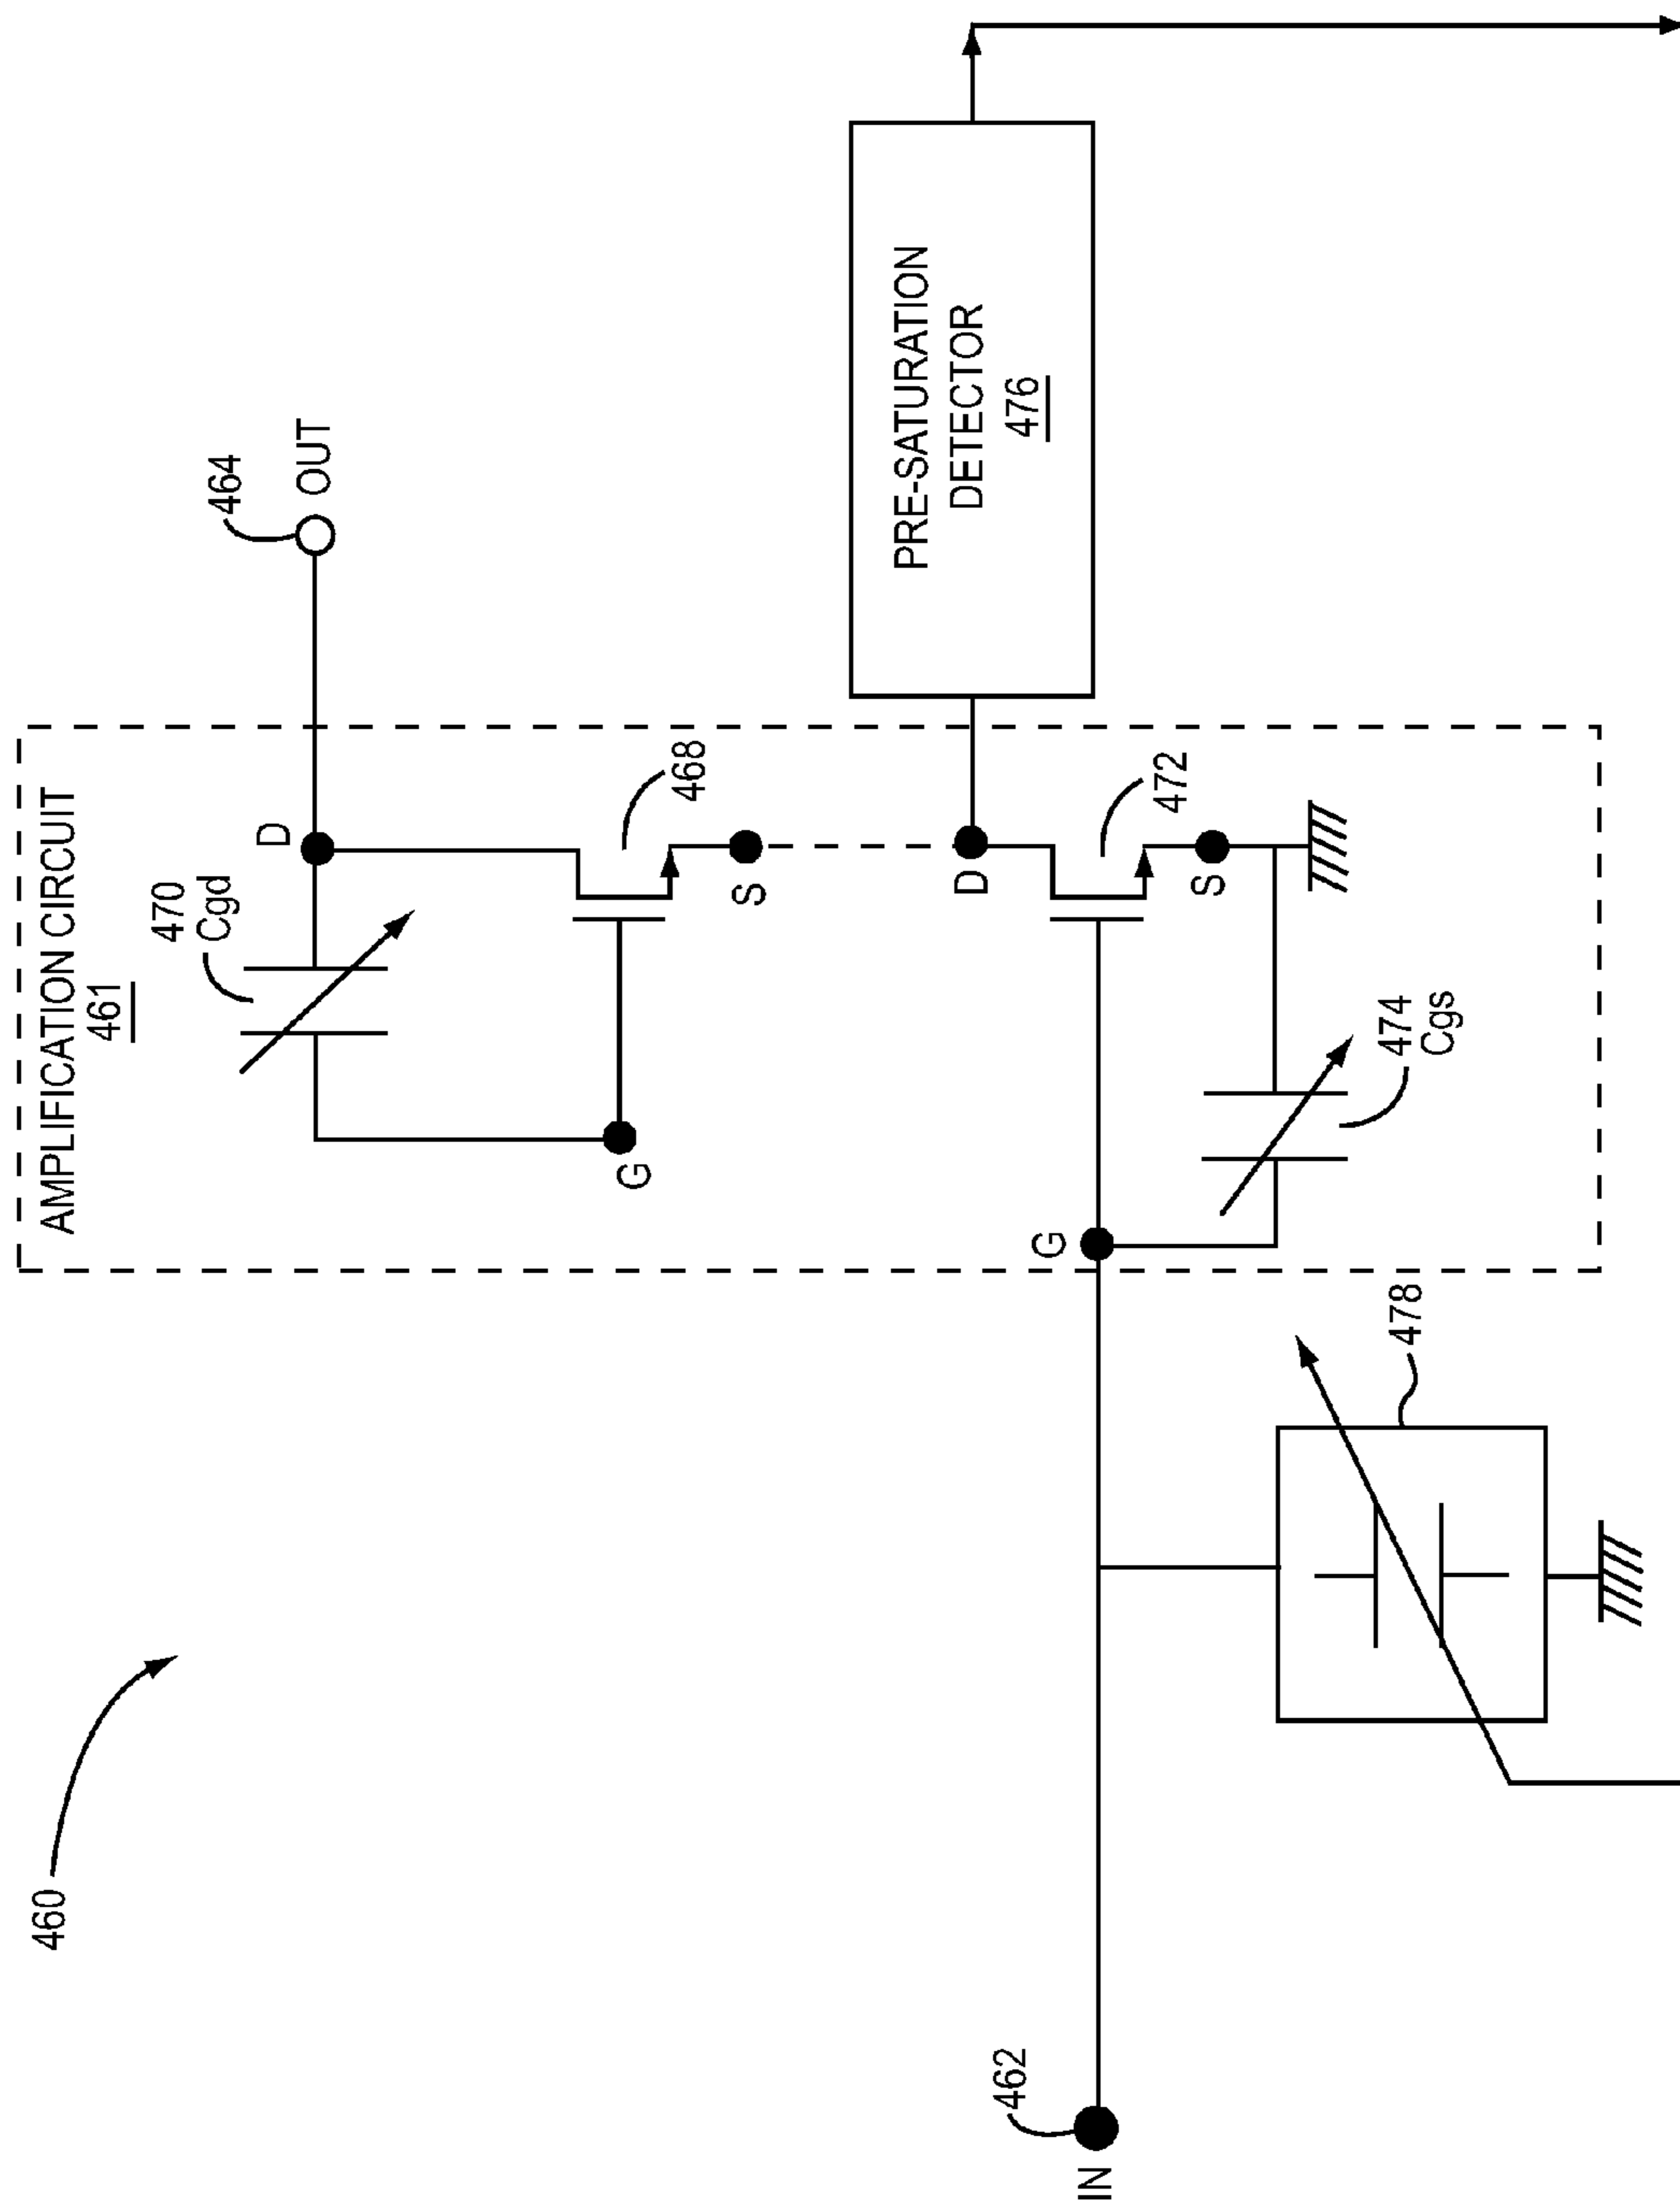 460
AMPLIFICATION CIRCUIT
461
470
Cgd
D
464
OUT
G
468
S
PRE-SATURATION
DETECTOR
476
D
462
IN
G
472
S
474
Cgs
478